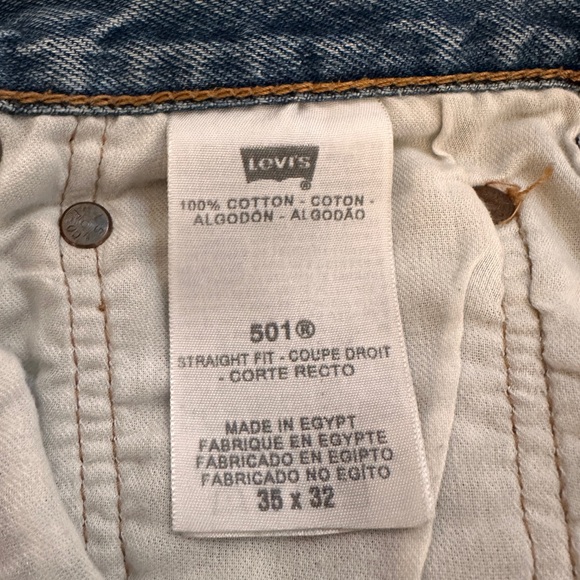 LEVI'S
®
100% COTTON - COTON -
ALGODÓN - ALGODÃO
501®
STRAIGHT FIT - COUPE DROIT
- CORTE RECTO
MADE IN EGYPT
FABRIQUE EN EGYPTE
FABRICADO EN EGIPTO
FABRICADO NO EGÍTO
35 x 32